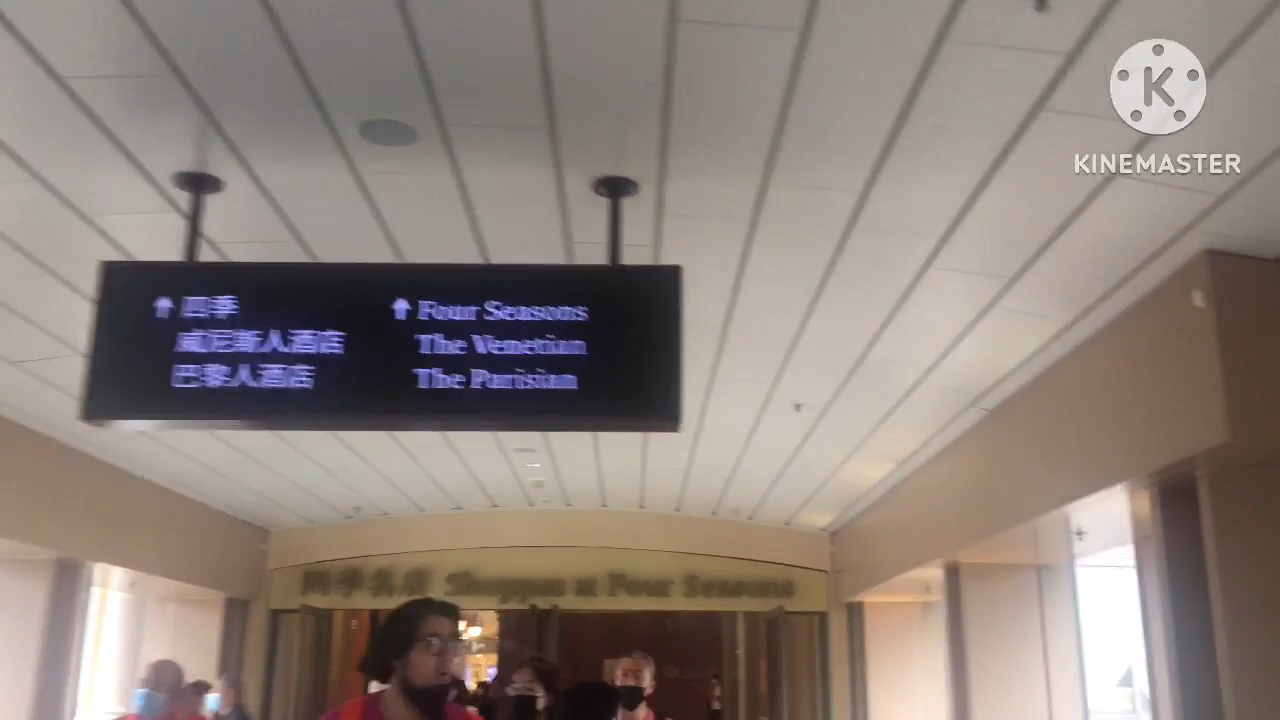 K
KINEMASTER
↑ 四季
威尼斯人酒店
巴黎人酒店
↑ Four Seasons
The Venetian
The Parisian
四季名店 Shoppes at Four Seasons